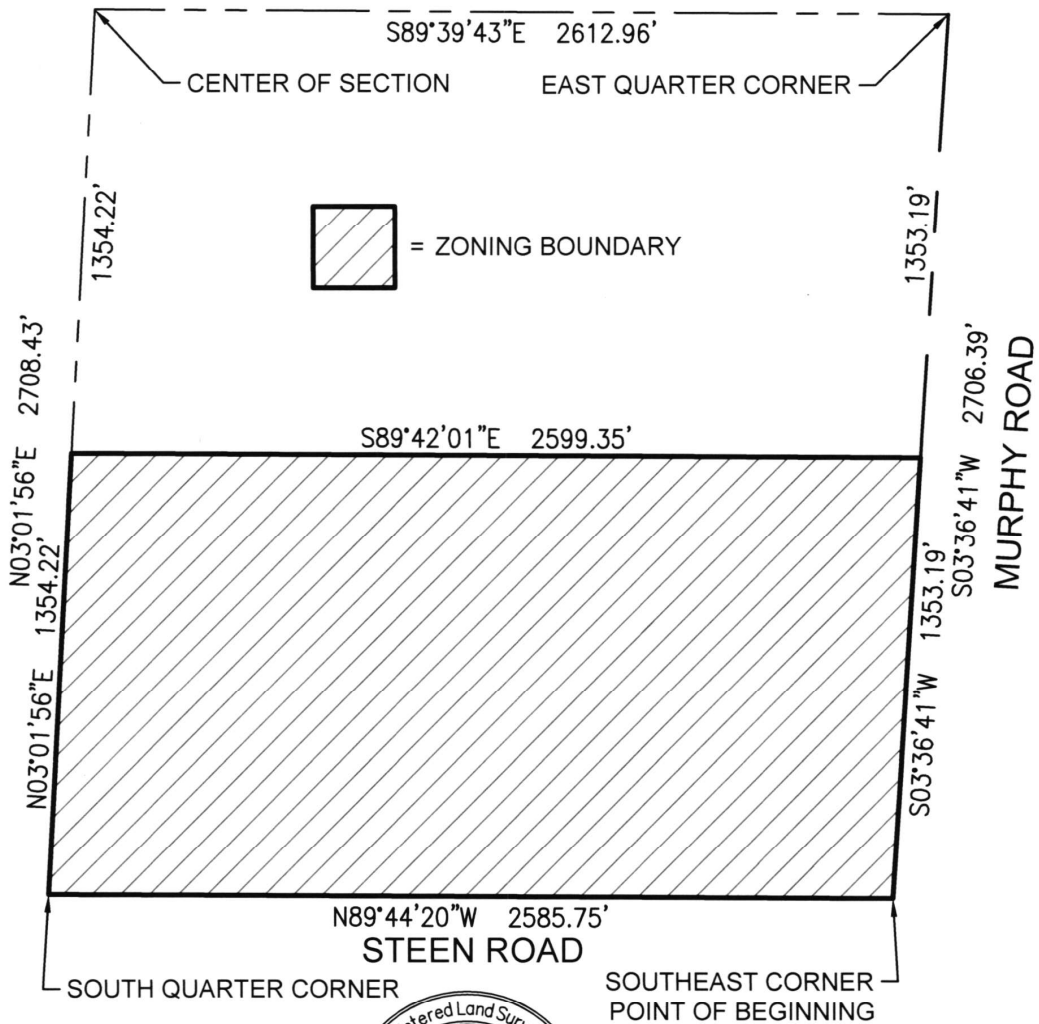 S89°39'43"E 2612.96'
CENTER OF SECTION
EAST QUARTER CORNER
1354.22'
1353.19'
= ZONING BOUNDARY
N03°01'56"E 2708.43'
S03°36'41"W 2706.39'
MURPHY ROAD
S89°42'01"E 2599.35'
N03°01'56"E 1354.22'
S03°36'41"W 1353.19'
N89°44'20"W 2585.75'
STEEN ROAD
SOUTH QUARTER CORNER
SOUTHEAST CORNER
POINT OF BEGINNING
Land